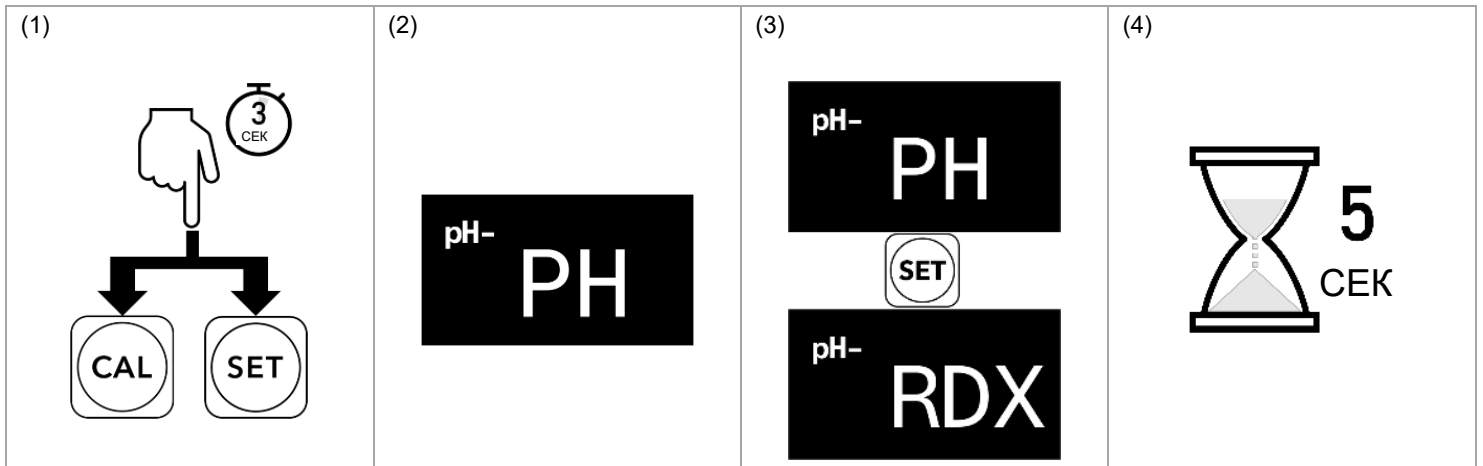 (1)
3
СЕК
CAL
SET
(2)
pH-
PH
(3)
pH-
PH
SET
pH-
RDX
(4)
5
СЕК